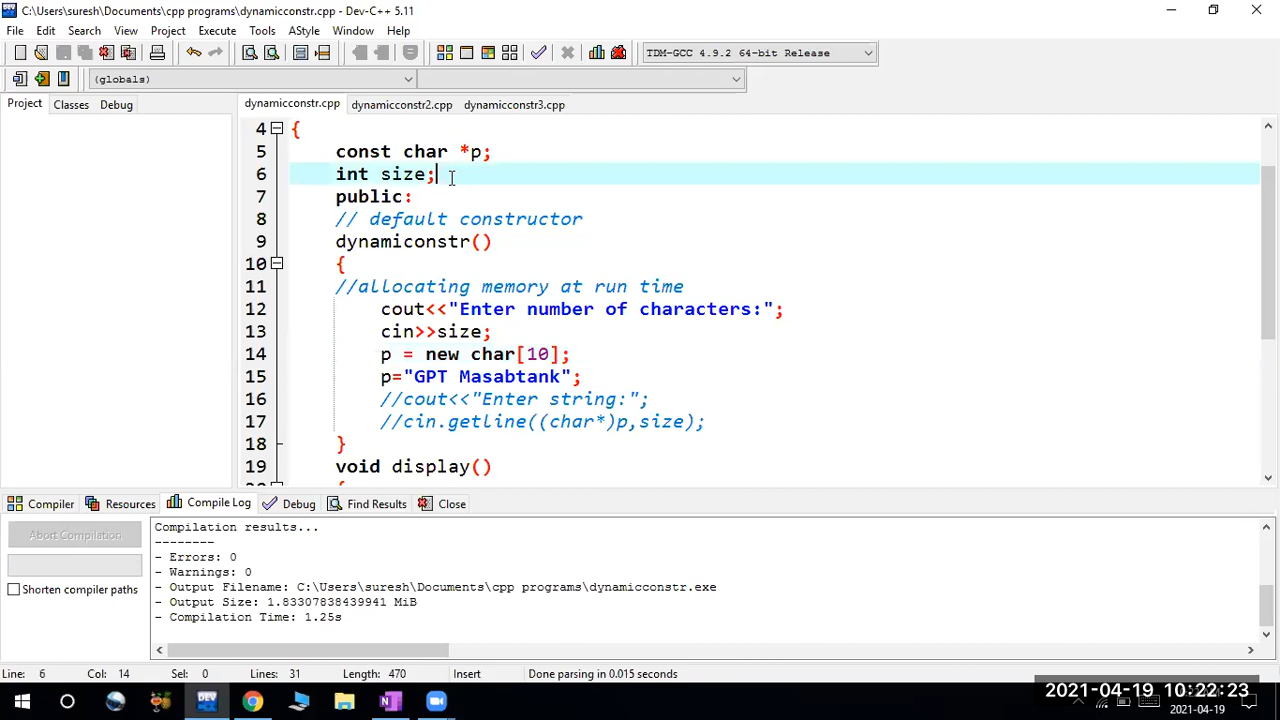 C:\Users\suresh\Documents\cpp programs\dynamicconstr.cpp - Dev-C++ 5.11
File Edit Search View Project Execute Tools AStyle Window Help
TDM-GCC 4.9.2 64-bit Release
(globals)
Project Classes Debug dynamicconstr.cpp dynamicconstr2.cpp dynamicconstr3.cpp
4 {
5 const char *p;
6 int size;
7 public:
8 // default constructor
9 dynamiconstr()
10 {
11 //allocating memory at run time
12 cout<<"Enter number of characters:";
13 cin>>size;
14 p = new char[10];
15 p="GPT Masabtank";
16 //cout<<"Enter string:";
17 //cin.getline((char*)p,size);
18 }
19 void display()
Compiler Resources Compile Log Debug Find Results Close
Abort Compilation
Shorten compiler paths
Compilation results...
--------
- Errors: 0
- Warnings: 0
- Output Filename: C:\Users\suresh\Documents\cpp programs\dynamicconstr.exe
- Output Size: 1.83307838439941 MiB
- Compilation Time: 1.25s
Line: 6 Col: 14 Sel: 0 Lines: 31 Length: 470 Insert Done parsing in 0.015 seconds
DEV
2021-04-19 10:22:23
2021-04-19